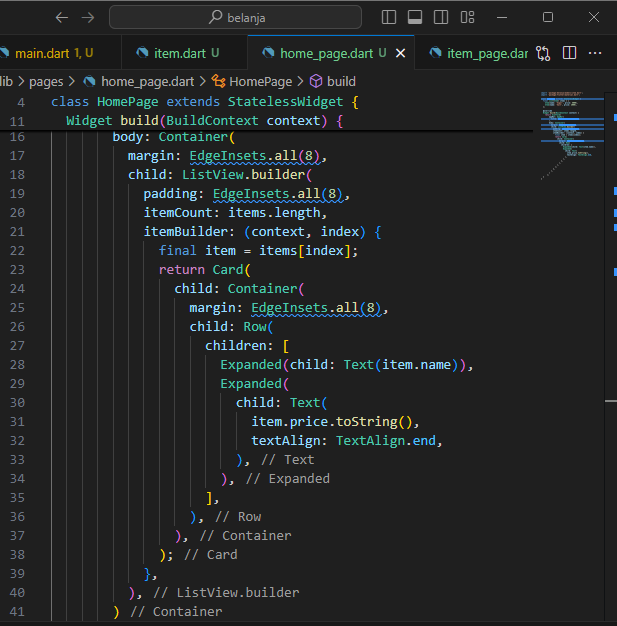 belanja
main.dart 1, U
item.dart U
home_page.dart U
item_page.dar
lib > pages > home_page.dart > HomePage > build
4 class HomePage extends StatelessWidget {
11 Widget build(BuildContext context) {
16 body: Container(
17 margin: EdgeInsets.all(8),
18 child: ListView.builder(
19 padding: EdgeInsets.all(8),
20 itemCount: items.length,
21 itemBuilder: (context, index) {
22 final item = items[index];
23 return Card(
24 child: Container(
25 margin: EdgeInsets.all(8),
26 child: Row(
27 children: [
28 Expanded(child: Text(item.name)),
29 Expanded(
30 child: Text(
31 item.price.toString(),
32 textAlign: TextAlign.end,
33 ), // Text
34 ), // Expanded
35 ],
36 ), // Row
37 ), // Container
38 ); // Card
39 },
40 ), // ListView.builder
41 ) // Container